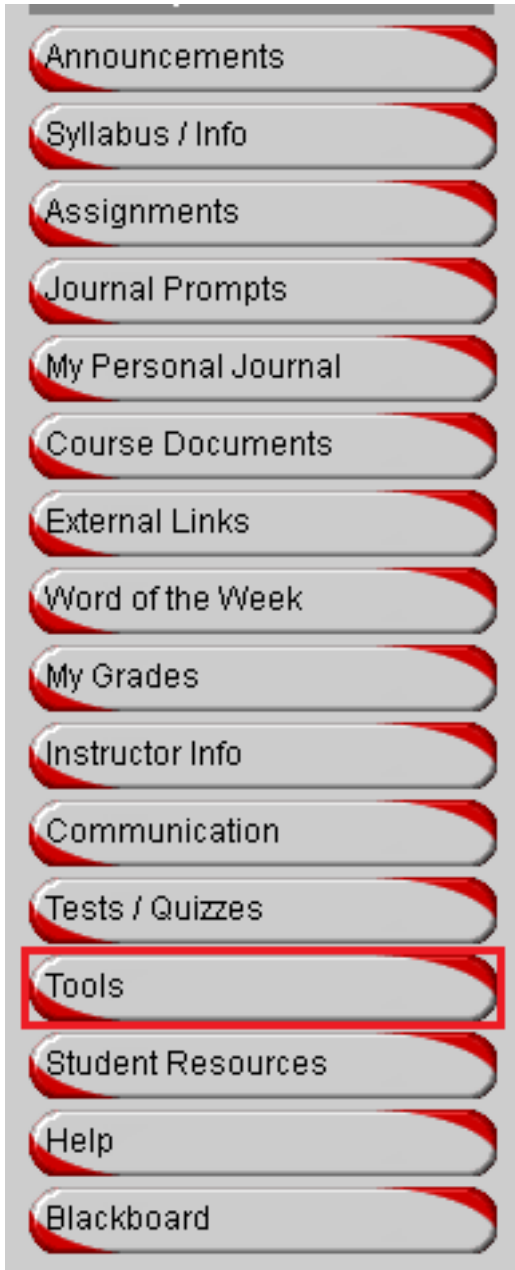 Announcements
Syllabus / Info
Assignments
Journal Prompts
My Personal Journal
Course Documents
External Links
Word of the Week
My Grades
Instructor Info
Communication
Tests / Quizzes
Tools
Student Resources
Help
Blackboard